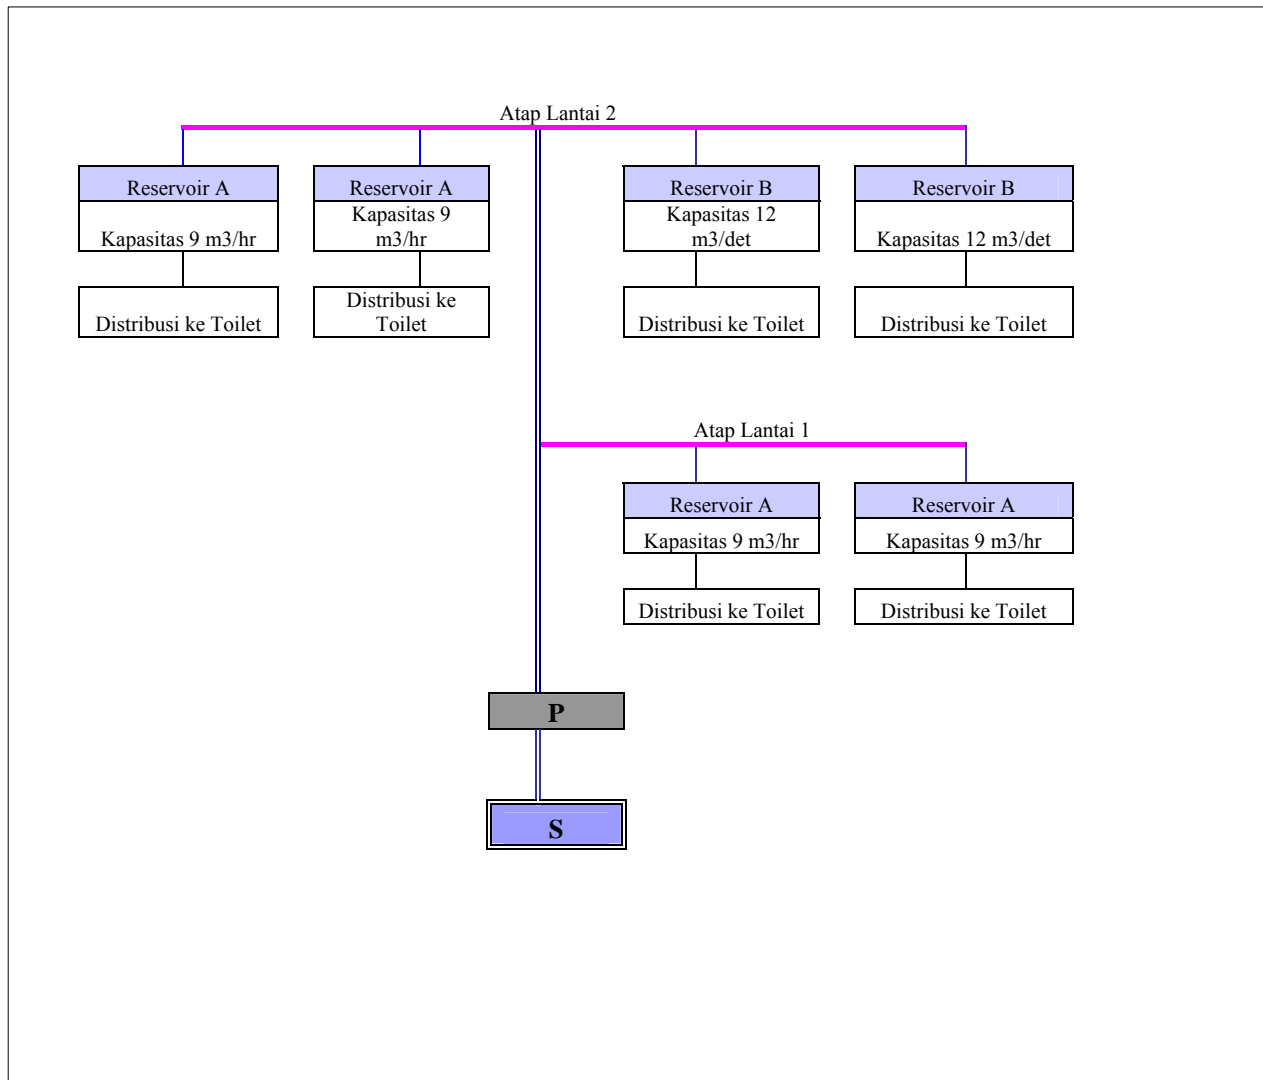 Atap Lantai 2
Reservoir A
Reservoir A
Reservoir B
Reservoir B
Kapasitas 9 m3/hr
Kapasitas 9
m3/hr
Kapasitas 12
m3/det
Kapasitas 12 m3/det
Distribusi ke Toilet
Distribusi ke
Toilet
Distribusi ke Toilet
Distribusi ke Toilet
Atap Lantai 1
Reservoir A
Reservoir A
Kapasitas 9 m3/hr
Kapasitas 9 m3/hr
Distribusi ke Toilet
Distribusi ke Toilet
P
S